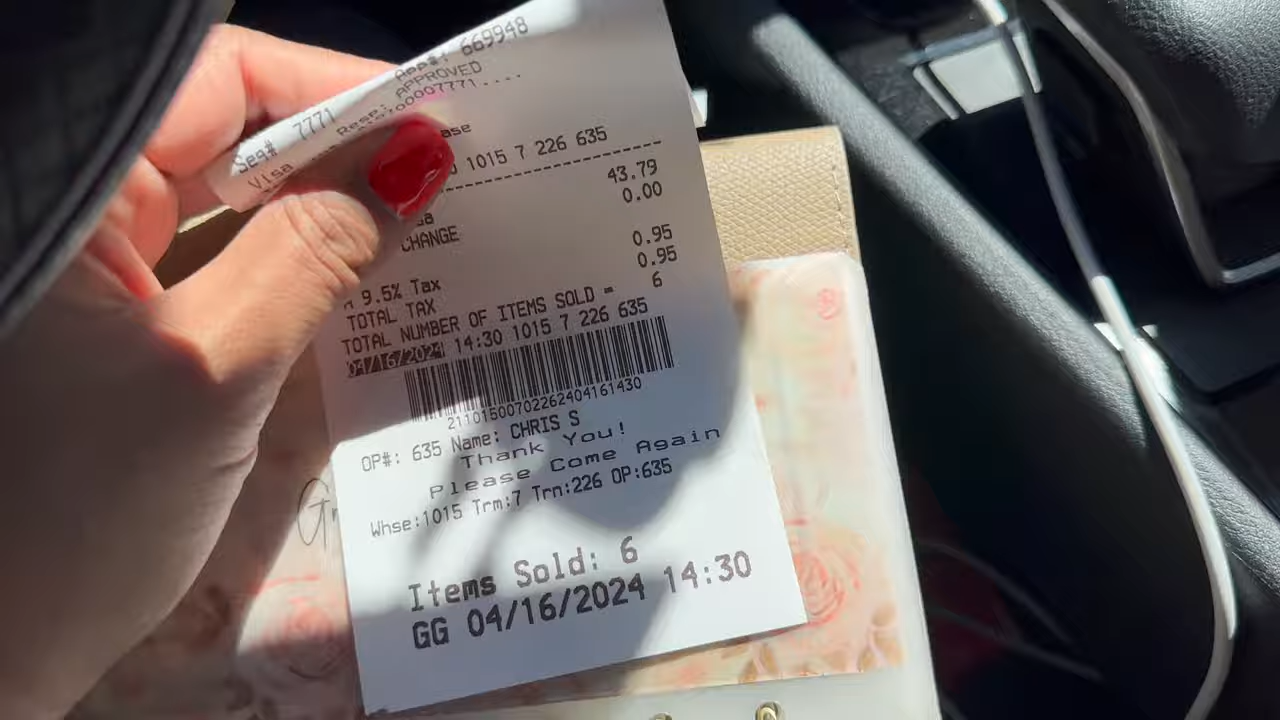 App#: 669948
Seq# 7771 Resp: APPROVED
Visa
1015 7 226 635
43.79
CHANGE 0.00
9.5% Tax 0.95
TOTAL TAX 0.95
TOTAL NUMBER OF ITEMS SOLD = 6
04/16/2024 14:30 1015 7 226 635
21101500702262404161430
OP#: 635 Name: CHRIS S
Thank You!
Please Come Again
Whse:1015 Trm:7 Trn:226 OP:635
Items Sold: 6
GG 04/16/2024 14:30